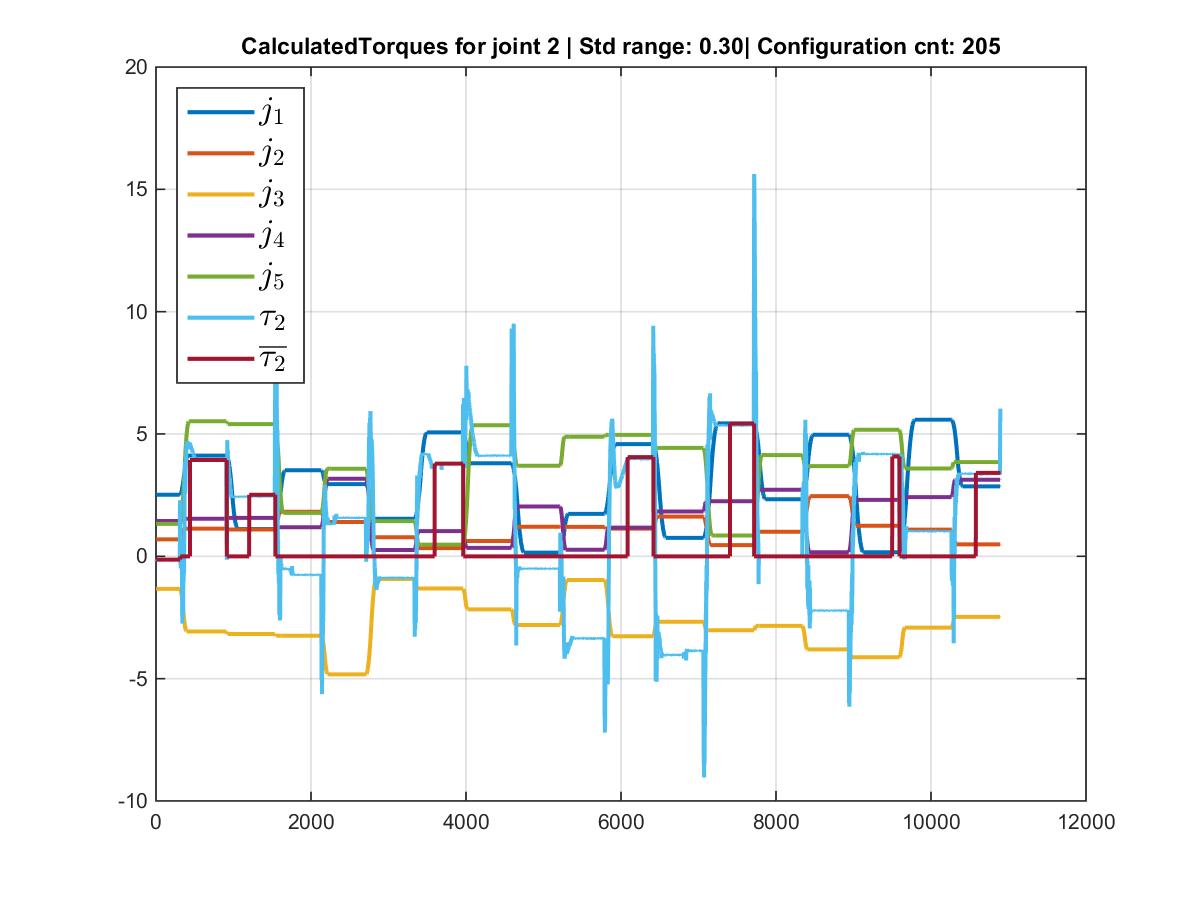 CalculatedTorques for joint 2 | Std range: 0.30| Configuration cnt: 205
20
15
10
5
0
-5
-10
j₁
j₂
j₃
j₄
j₅
τ₂
τ̅₂
0 2000 4000 6000 8000 10000 12000